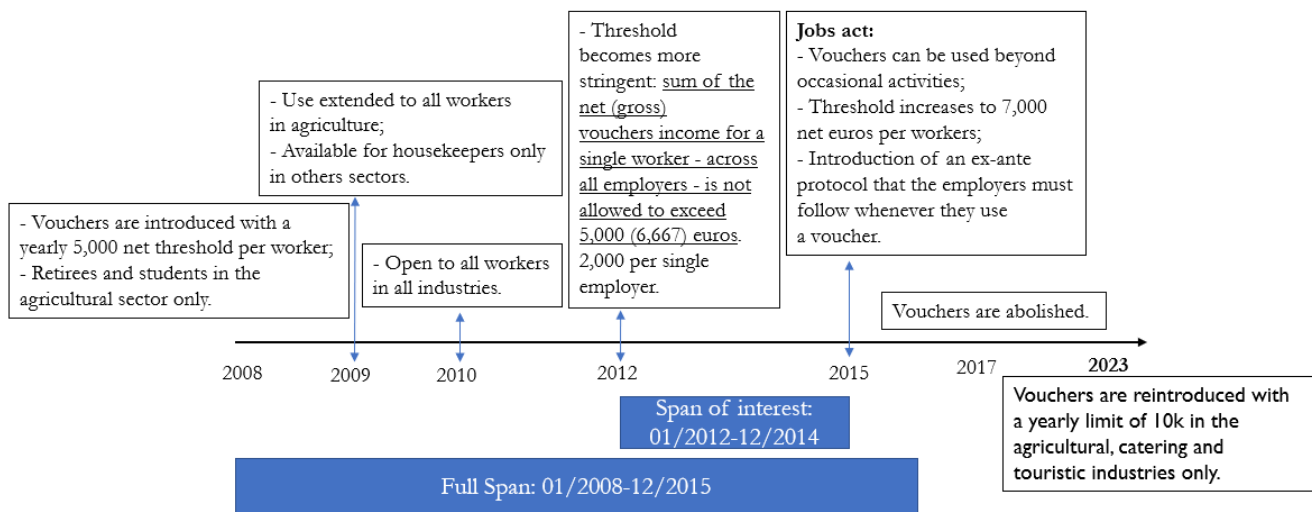 - Vouchers are introduced with a
yearly 5,000 net threshold per worker;
- Retirees and students in the
agricultural sector only.
- Use extended to all workers
in agriculture;
- Available for housekeepers only
in others sectors.
- Open to all workers
in all industries.
- Threshold
becomes more
stringent: sum of the
net (gross)
vouchers income for a
single worker - across
all employers - is not
allowed to exceed
5,000 (6,667) euros.
2,000 per single
employer.
Jobs act:
- Vouchers can be used beyond
occasional activities;
- Threshold increases to 7,000
net euros per workers;
- Introduction of an ex-ante
protocol that the employers must
follow whenever they use
a voucher.
Vouchers are abolished.
2008 2009 2010 2012 2015 2017 2023
Vouchers are reintroduced with
a yearly limit of 10k in the
agricultural, catering and
touristic industries only.
Span of interest:
01/2012-12/2014
Full Span: 01/2008-12/2015